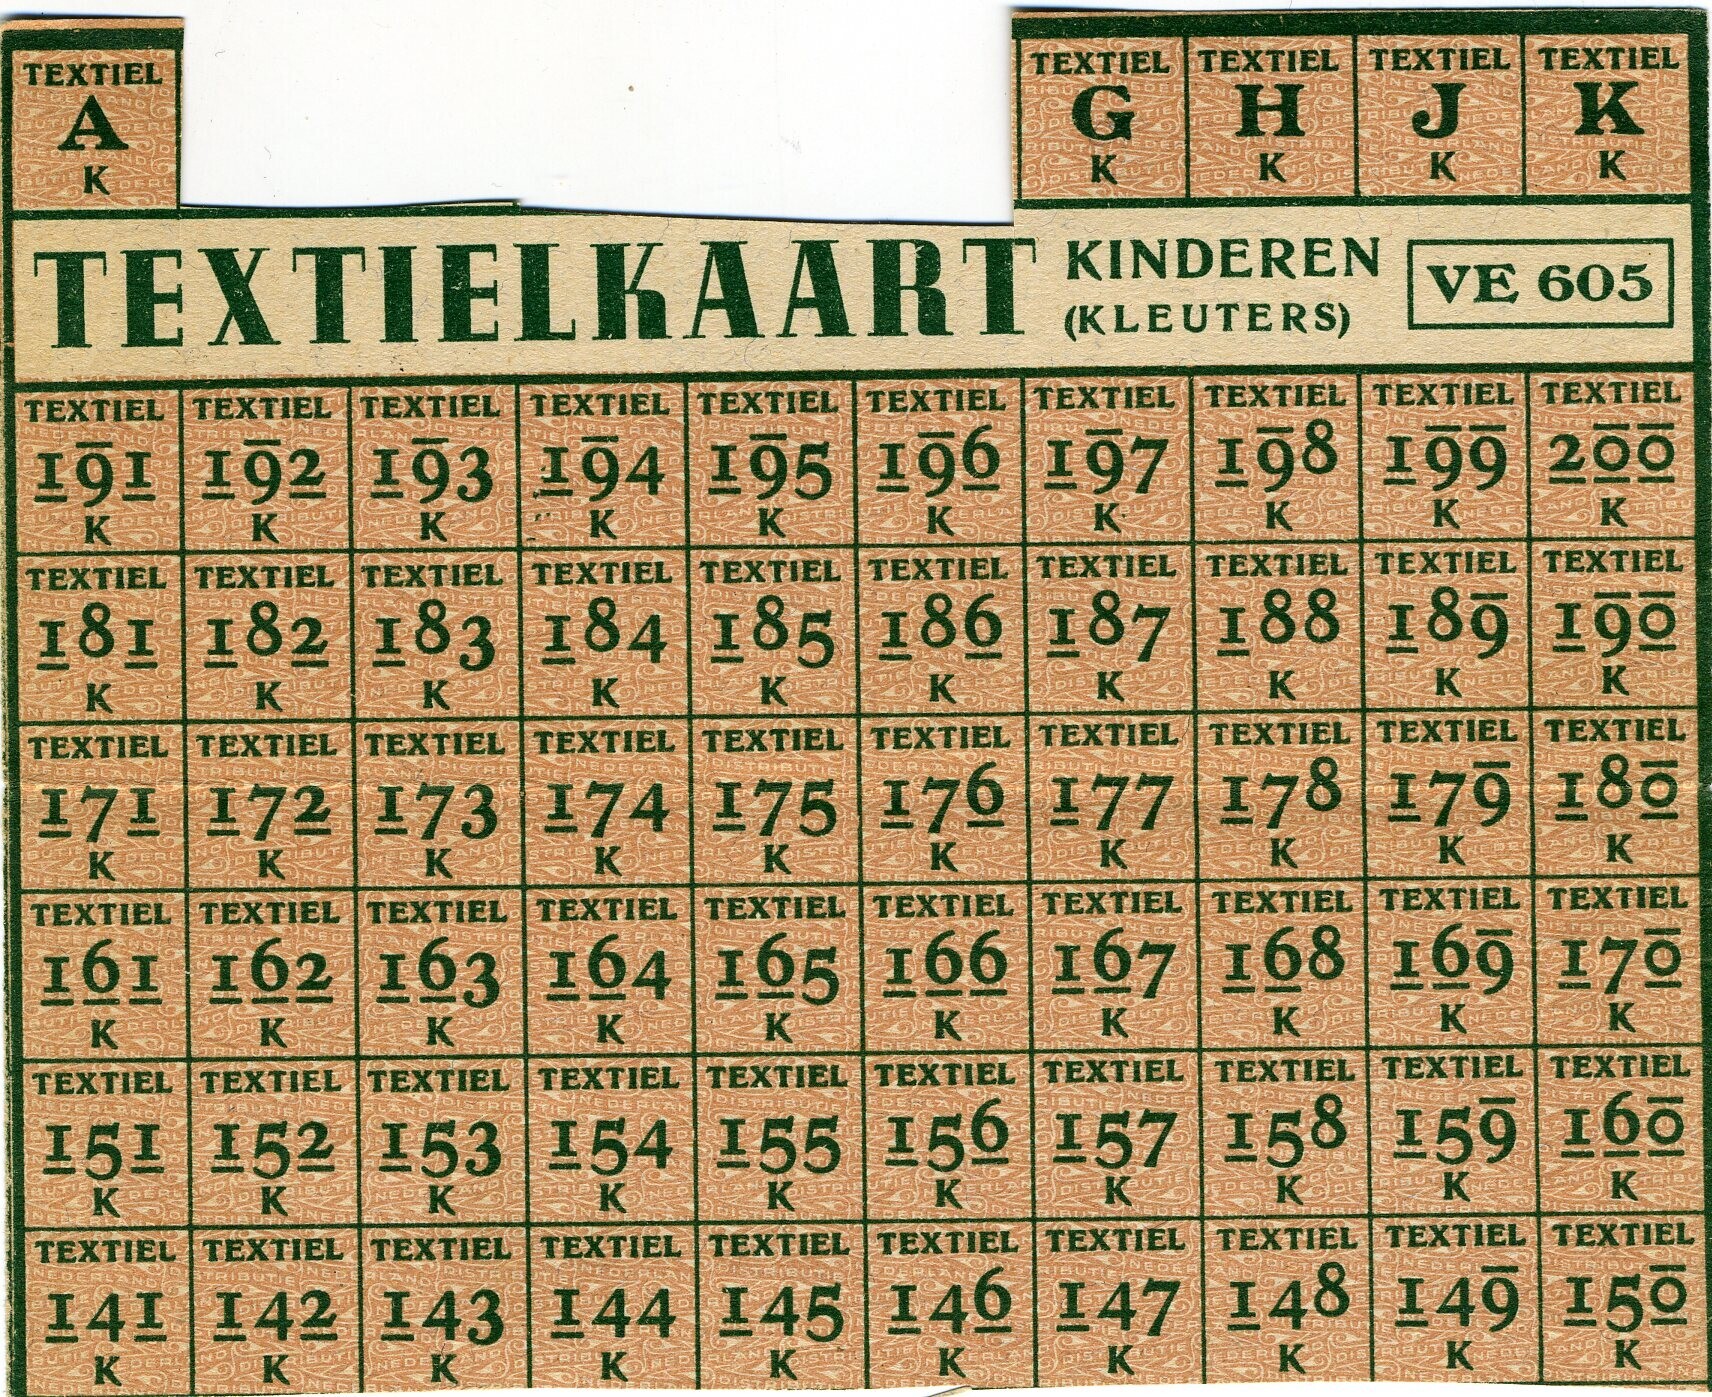 TEXTIEL TEXTIEL TEXTIEL TEXTIEL TEXTIEL
A G H J K
K K K K K
TEXTIELKAART KINDEREN (KLEUTERS) VE 605
TEXTIEL TEXTIEL TEXTIEL TEXTIEL TEXTIEL TEXTIEL TEXTIEL TEXTIEL TEXTIEL TEXTIEL
191 192 193 194 195 196 197 198 199 200
K K K K K K K K K K
TEXTIEL TEXTIEL TEXTIEL TEXTIEL TEXTIEL TEXTIEL TEXTIEL TEXTIEL TEXTIEL TEXTIEL
181 182 183 184 185 186 187 188 189 190
K K K K K K K K K K
TEXTIEL TEXTIEL TEXTIEL TEXTIEL TEXTIEL TEXTIEL TEXTIEL TEXTIEL TEXTIEL TEXTIEL
171 172 173 174 175 176 177 178 179 180
K K K K K K K K K K
TEXTIEL TEXTIEL TEXTIEL TEXTIEL TEXTIEL TEXTIEL TEXTIEL TEXTIEL TEXTIEL TEXTIEL
161 162 163 164 165 166 167 168 169 170
K K K K K K K K K K
TEXTIEL TEXTIEL TEXTIEL TEXTIEL TEXTIEL TEXTIEL TEXTIEL TEXTIEL TEXTIEL TEXTIEL
151 152 153 154 155 156 157 158 159 160
K K K K K K K K K K
TEXTIEL TEXTIEL TEXTIEL TEXTIEL TEXTIEL TEXTIEL TEXTIEL TEXTIEL TEXTIEL TEXTIEL
141 142 143 144 145 146 147 148 149 150
K K K K K K K K K K